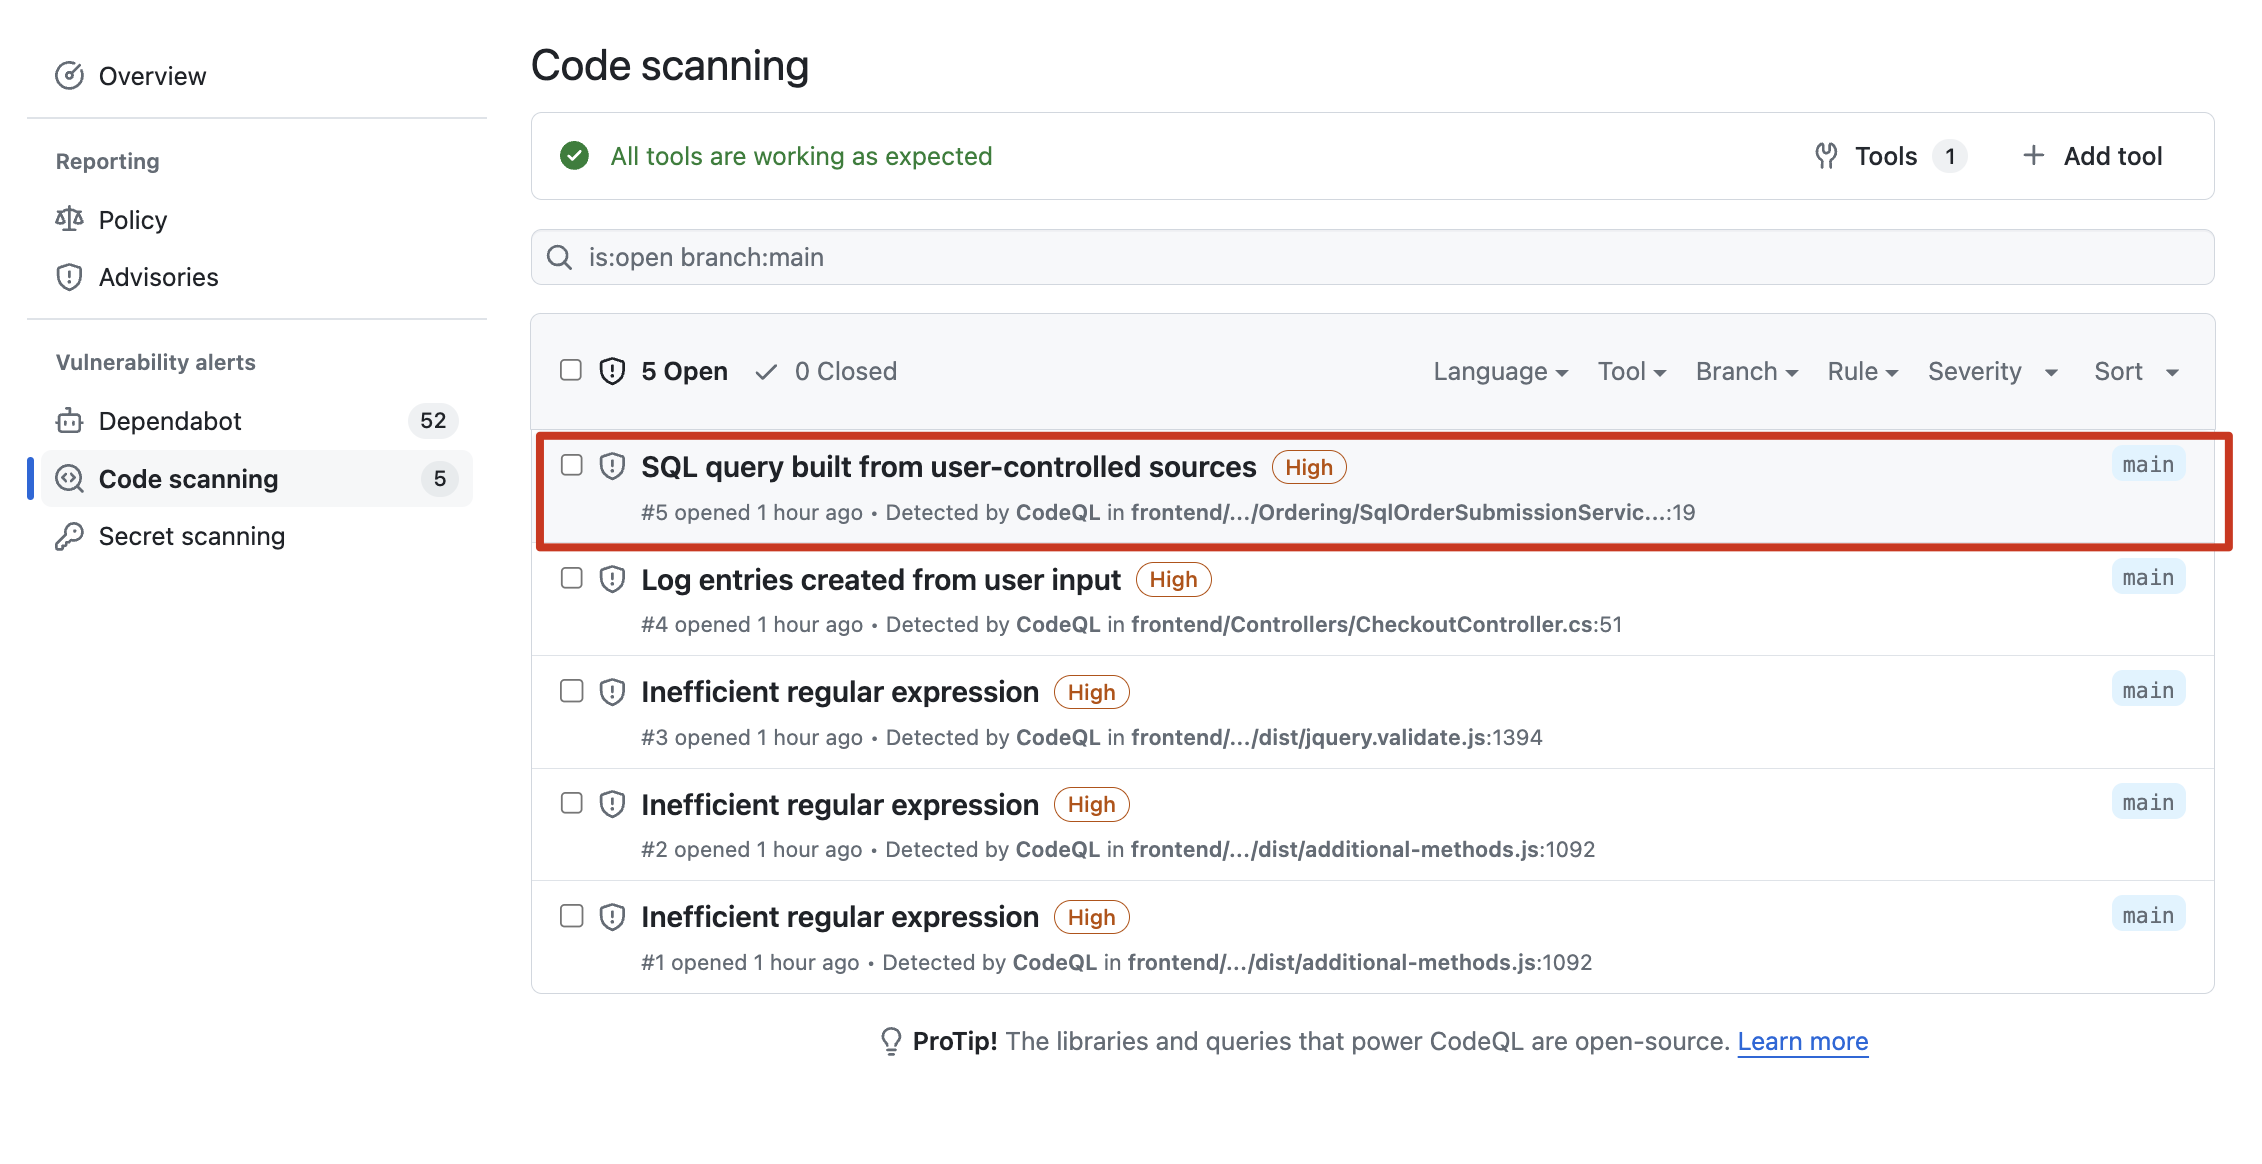 Overview
Reporting
Policy
Advisories
Vulnerability alerts
Dependabot 52
Code scanning 5
Secret scanning
Code scanning
All tools are working as expected Tools 1 Add tool
is:open branch:main
5 Open 0 Closed Language Tool Branch Rule Severity Sort
SQL query built from user-controlled sources High main
#5 opened 1 hour ago • Detected by CodeQL in frontend/.../Ordering/SqlOrderSubmissionServic...:19
Log entries created from user input High main
#4 opened 1 hour ago • Detected by CodeQL in frontend/Controllers/CheckoutController.cs:51
Inefficient regular expression High main
#3 opened 1 hour ago • Detected by CodeQL in frontend/.../dist/jquery.validate.js:1394
Inefficient regular expression High main
#2 opened 1 hour ago • Detected by CodeQL in frontend/.../dist/additional-methods.js:1092
Inefficient regular expression High main
#1 opened 1 hour ago • Detected by CodeQL in frontend/.../dist/additional-methods.js:1092
ProTip! The libraries and queries that power CodeQL are open-source. Learn more